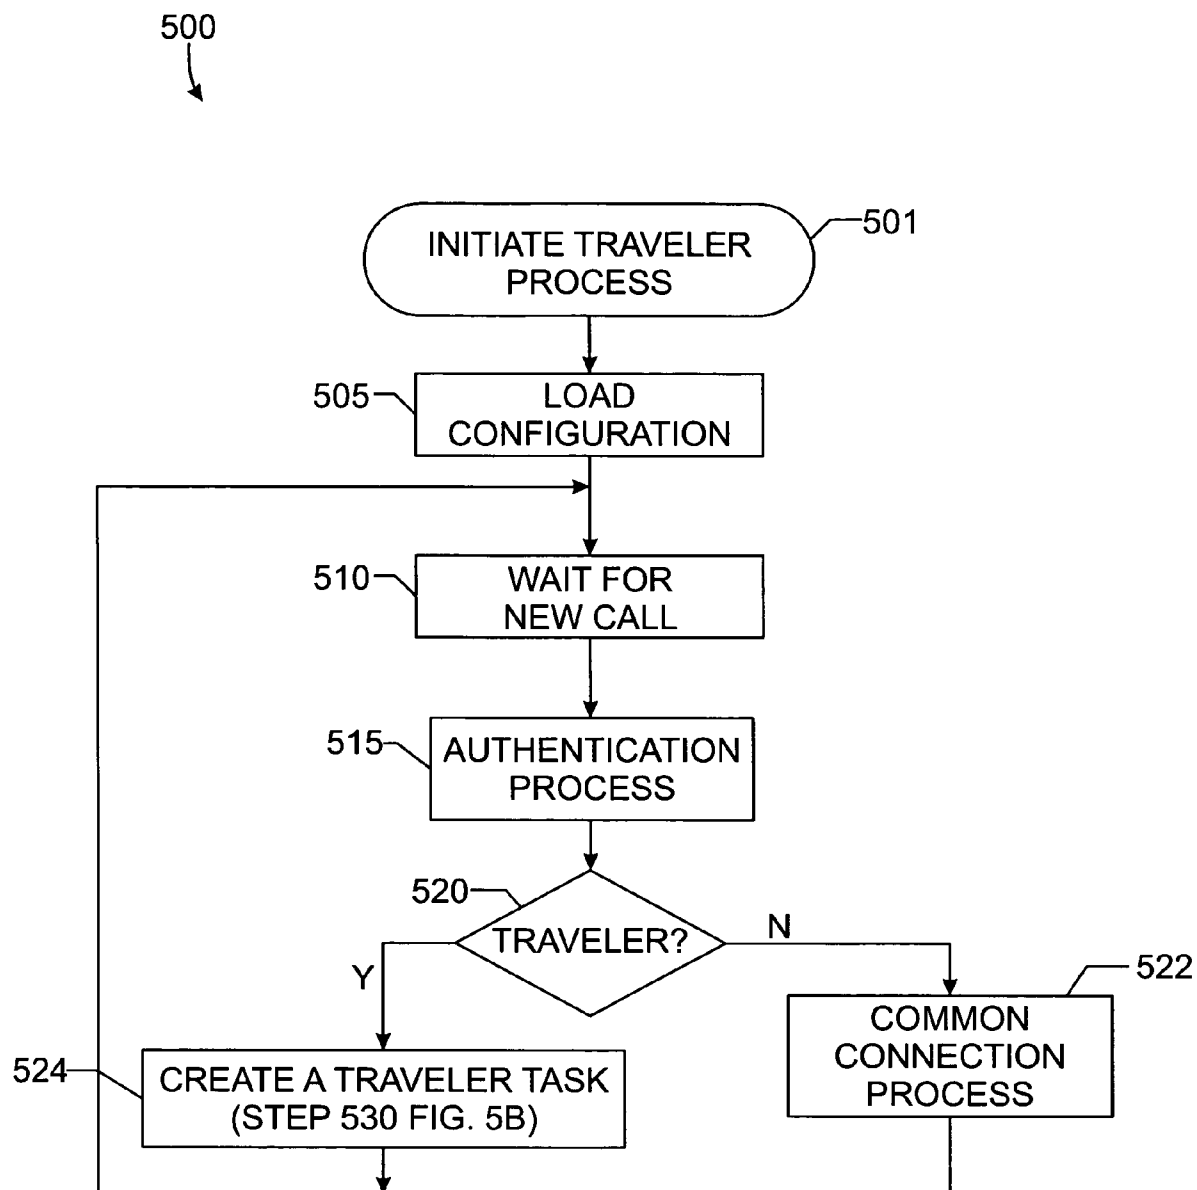 500
INITIATE TRAVELER
PROCESS
501
505
LOAD
CONFIGURATION
510
WAIT FOR
NEW CALL
515
AUTHENTICATION
PROCESS
520
TRAVELER?
N
Y
522
COMMON
CONNECTION
PROCESS
524
CREATE A TRAVELER TASK
(STEP 530 FIG. 5B)